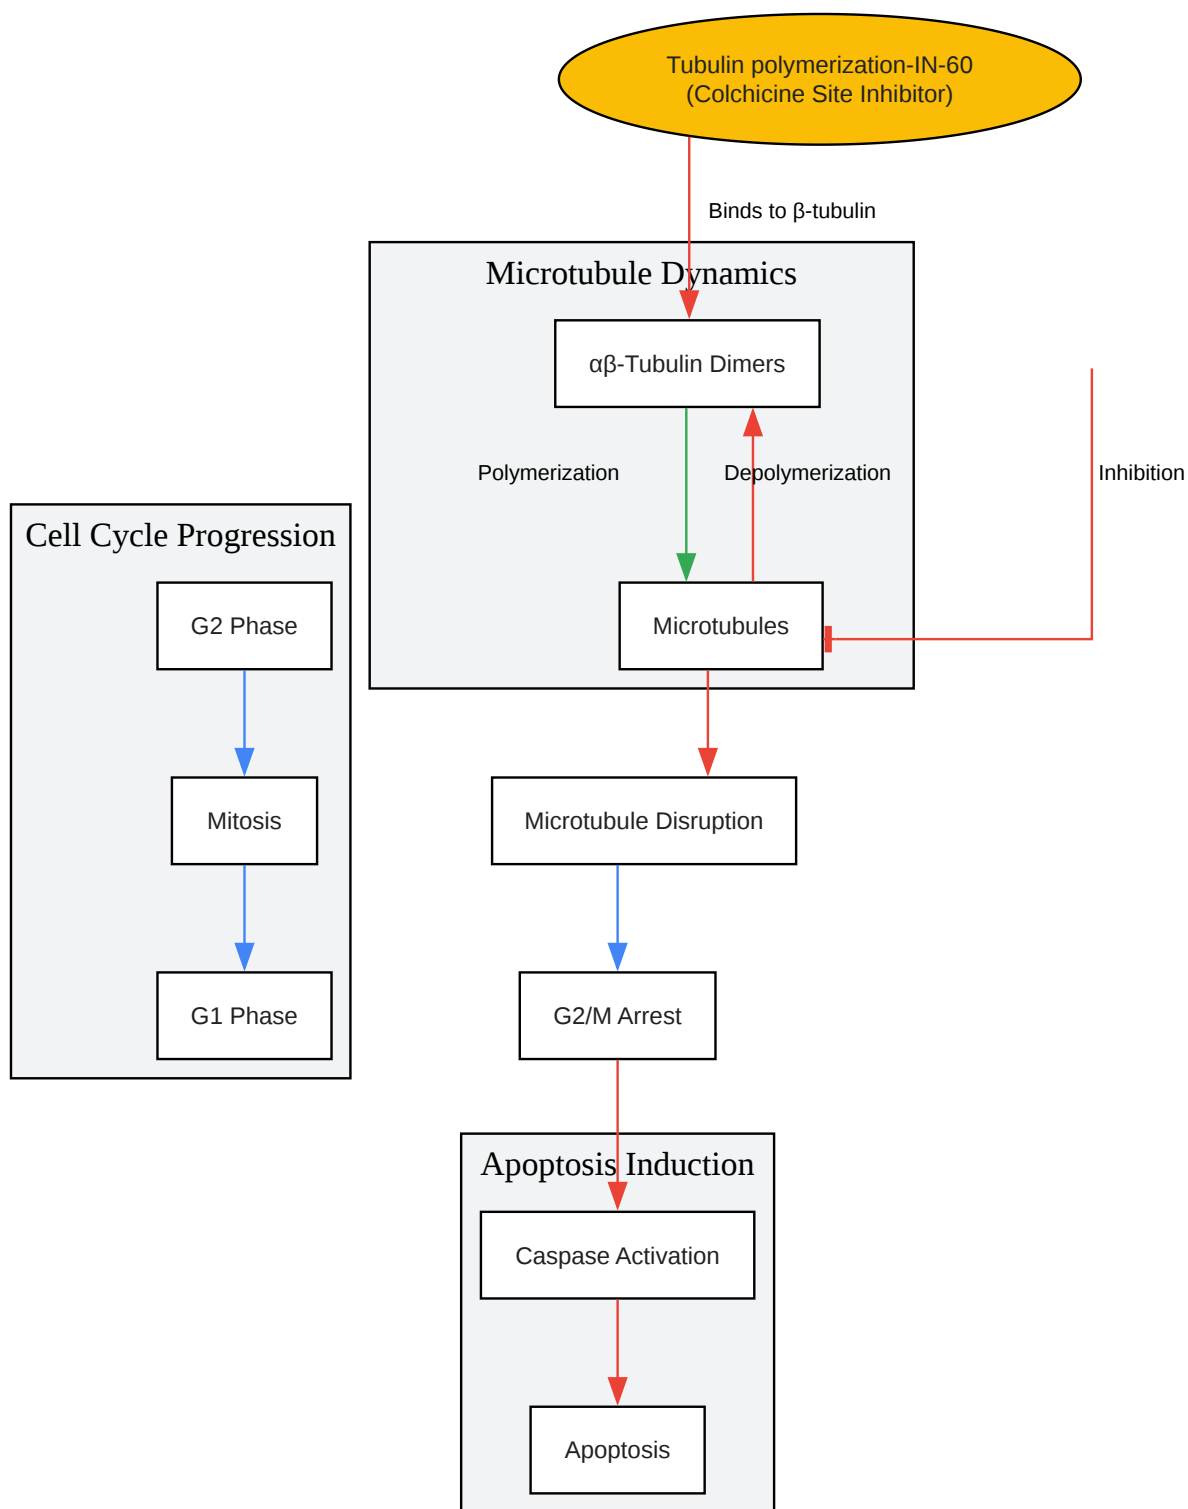 Tubulin polymerization-IN-60
(Colchicine Site Inhibitor)
Binds to β-tubulin
Microtubule Dynamics
αβ-Tubulin Dimers
Polymerization
Depolymerization
Inhibition
Cell Cycle Progression
G2 Phase
Microtubules
Mitosis
Microtubule Disruption
G1 Phase
G2/M Arrest
Apoptosis Induction
Caspase Activation
Apoptosis